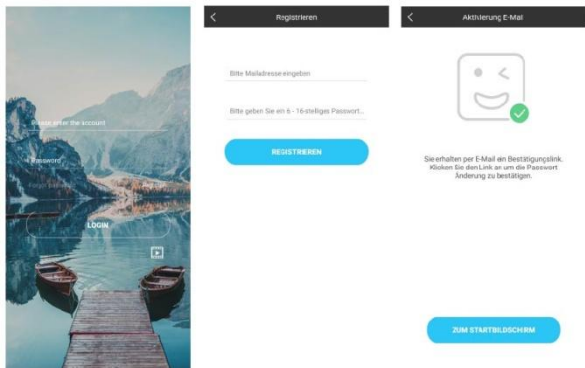 Please enter the account
Password
Forgot password
LOGIN
Registrieren
Bitte Mailadresse eingeben
Bitte geben Sie ein 6 - 16-stelliges Passwort...
REGISTRIEREN
Aktivierung E-Mail
Sie erhalten per E-Mail ein Bestätigungslink.
Klicken Sie den Link an um die Passwort
Änderung zu bestätigen.
ZUM STARTBILDSCHIRM